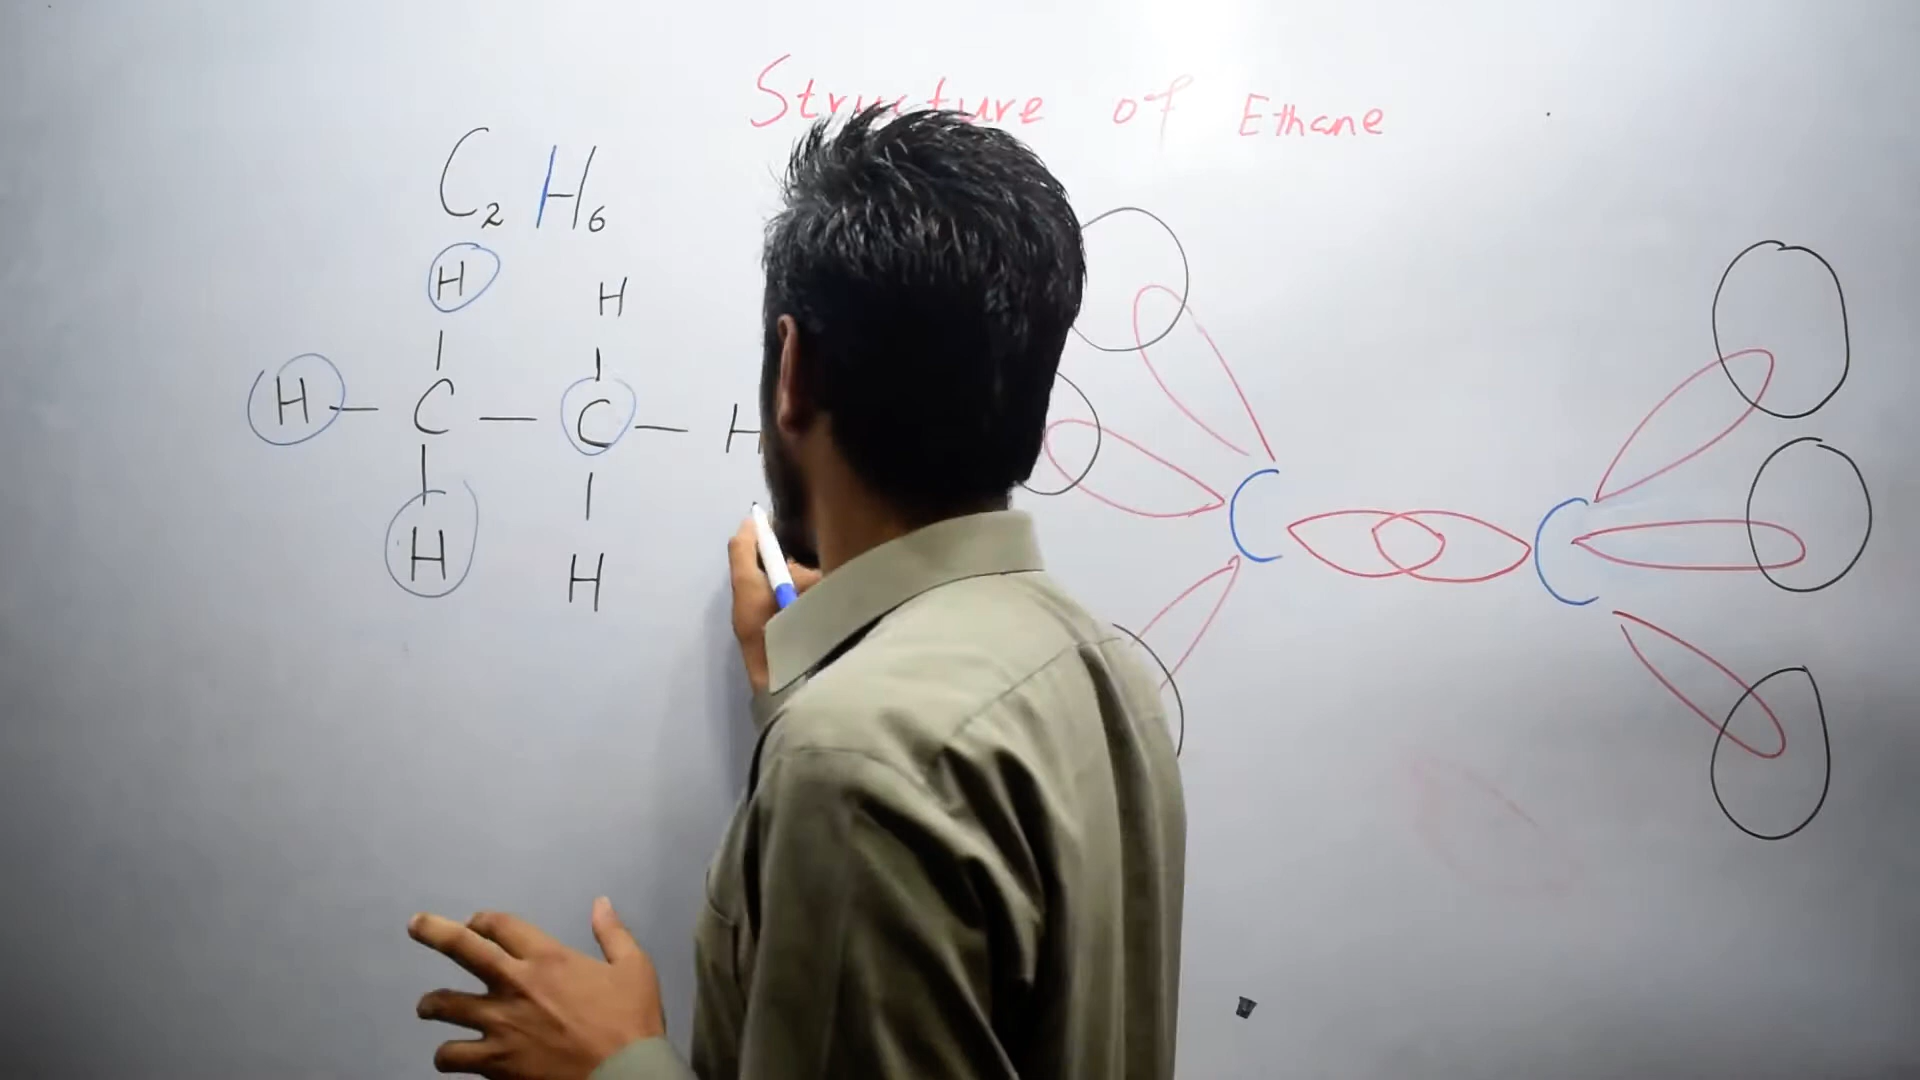 Structure of Ethane
C2 H6
H H
H — C — C — H
H H
C C